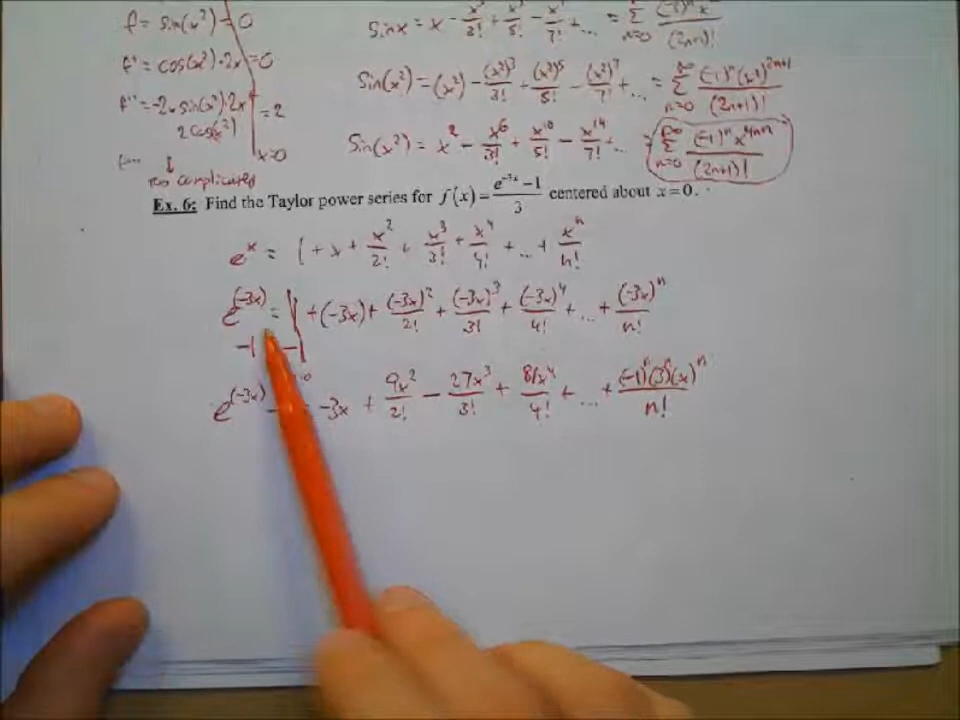 f = sin(x²) = 0
f' = cos(x²)·2x = 0
f'' = -2x sin(x²)·2x = 2
2cos(x²)
x=0
too complicated
sin x = x - x³/3! + x⁵/5! - x⁷/7! + ... = Σ n=0 (-1)ⁿx /(2n+1)!
sin(x²) = (x²) - (x²)³/3! + (x²)⁵/5! - (x²)⁷/7! + ... = Σ n=0 ∞ (-1)ⁿ(x²)²ⁿ⁺¹/(2n+1)!
sin(x²) = x² - x⁶/3! + x¹⁰/5! - x¹⁴/7! + ... = Σ n=0 ∞ (-1)ⁿx⁴ⁿ⁺²/(2n+1)!
Ex. 6: Find the Taylor power series for f(x) = (e⁻³ˣ - 1)/3 centered about x = 0.
eˣ = 1 + x + x²/2! + x³/3! + x⁴/4! + ... + xⁿ/n!
e^(-3x) = 1 + (-3x) + (-3x)²/2! + (-3x)³/3! + (-3x)⁴/4! + ... + (-3x)ⁿ/n!
-1 -1
e^(-3x) - -3x + 9x²/2! - 27x³/3! + 81x⁴/4! + ... + (-1)ⁿ(3)ⁿ(x)ⁿ/n!